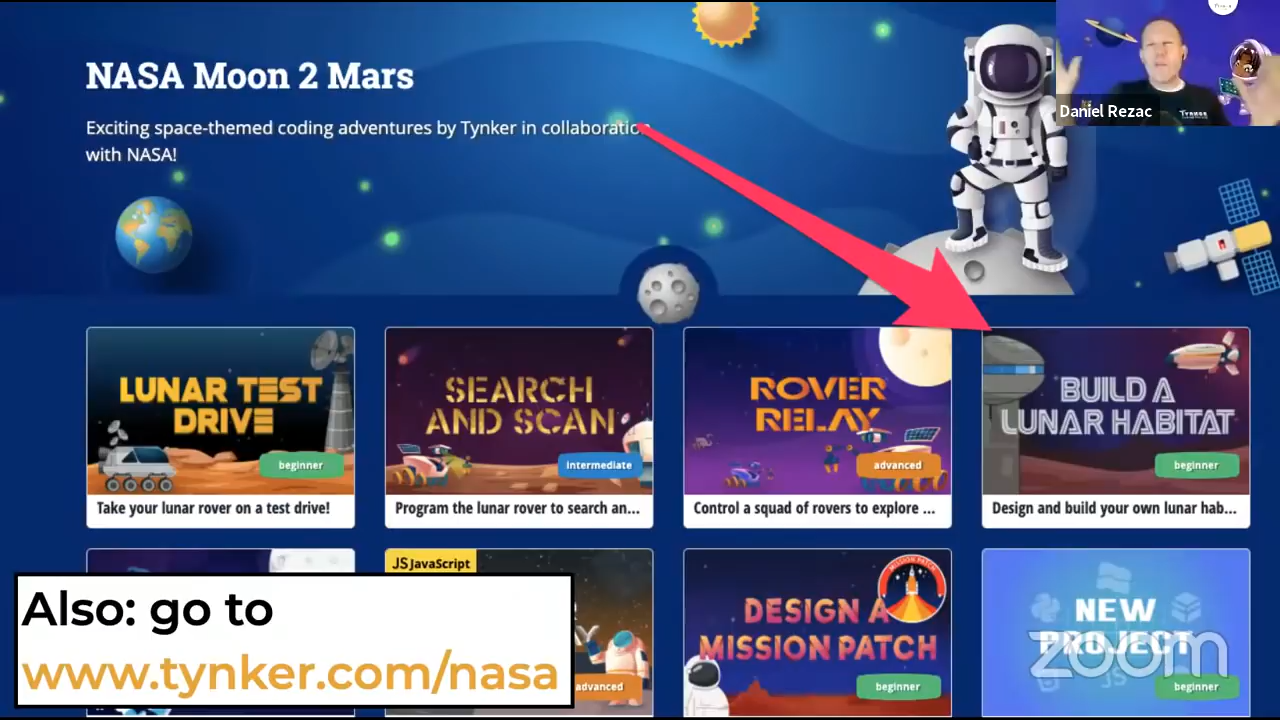 NASA Moon 2 Mars
Exciting space-themed coding adventures by Tynker in collaboration
with NASA!
Daniel Rezac
TYNKER
LUNAR TEST
DRIVE
beginner
Take your lunar rover on a test drive!
SEARCH
AND SCAN
intermediate
Program the lunar rover to search an...
ROVER
RELAY
advanced
Control a squad of rovers to explore ...
BUILD A
LUNAR HABITAT
beginner
Design and build your own lunar hab...
JS JavaScript
advanced
MISSION PATCH
DESIGN A
MISSION PATCH
beginner
NEW
PROJECT
JS
beginner
zoom
Also: go to
www.tynker.com/nasa